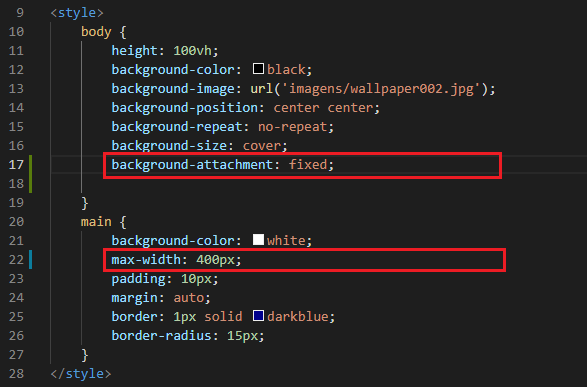 9 <style>
10 body {
11 height: 100vh;
12 background-color: black;
13 background-image: url('imagens/wallpaper002.jpg');
14 background-position: center center;
15 background-repeat: no-repeat;
16 background-size: cover;
17 background-attachment: fixed;
18
19 }
20 main {
21 background-color: white;
22 max-width: 400px;
23 padding: 10px;
24 margin: auto;
25 border: 1px solid darkblue;
26 border-radius: 15px;
27 }
28 </style>